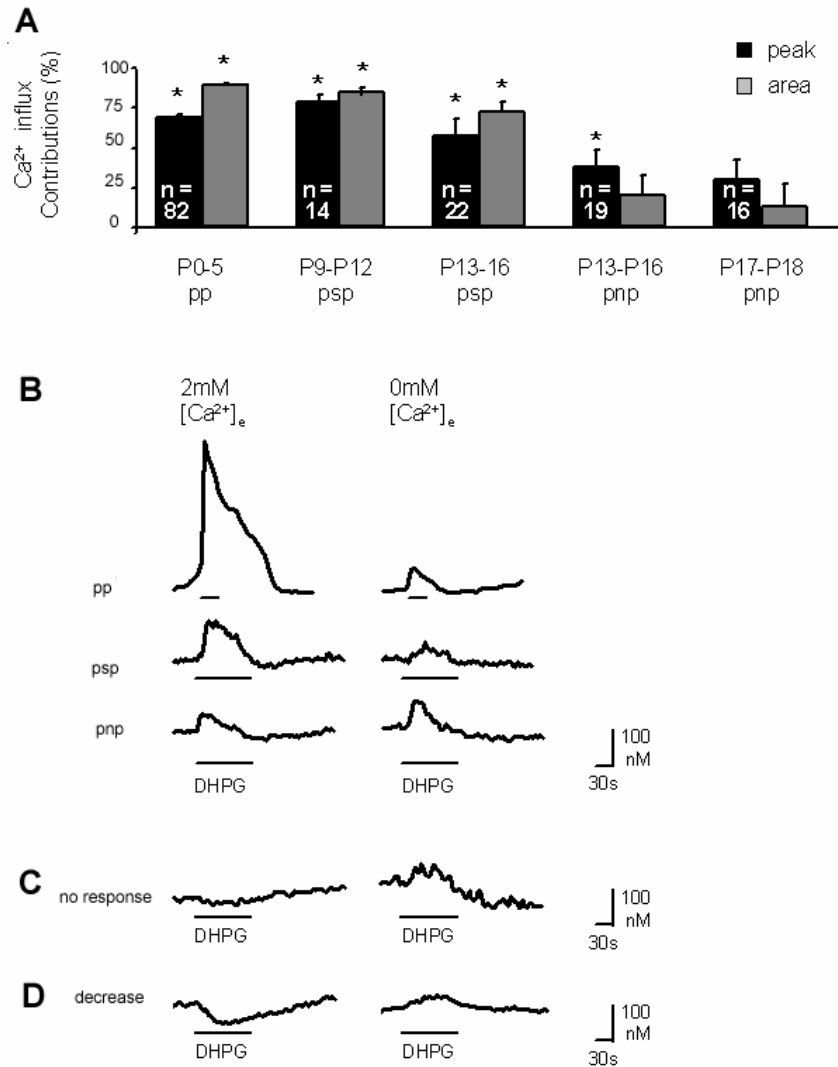 A
Ca²⁺ influx
Contributions (%)
100
75
50
25
0
* * * * * * *
peak
area
n = 82
n = 14
n = 22
n = 19
n = 16
P0-5 P9-P12 P13-16 P13-P16 P17-P18
pp psp psp pnp pnp
B
2mM 0mM
[Ca²⁺]e [Ca²⁺]e
pp
psp
pnp
100
nM
30s
DHPG DHPG
C
no response
100
nM
30s
DHPG DHPG
D
decrease
100
nM
30s
DHPG DHPG